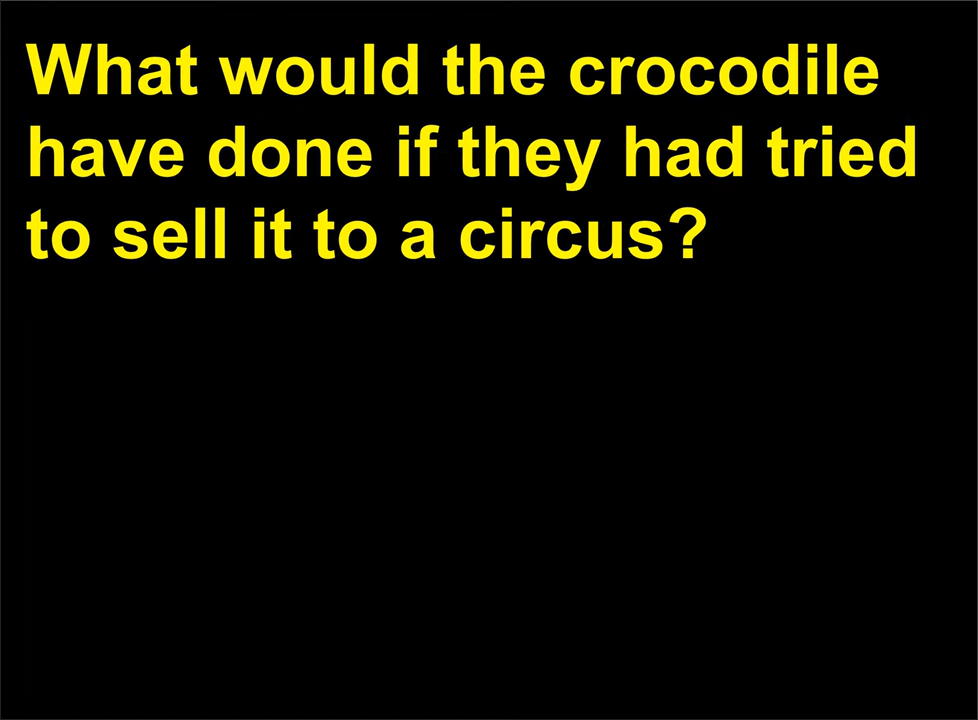 What would the crocodile
have done if they had tried
to sell it to a circus?